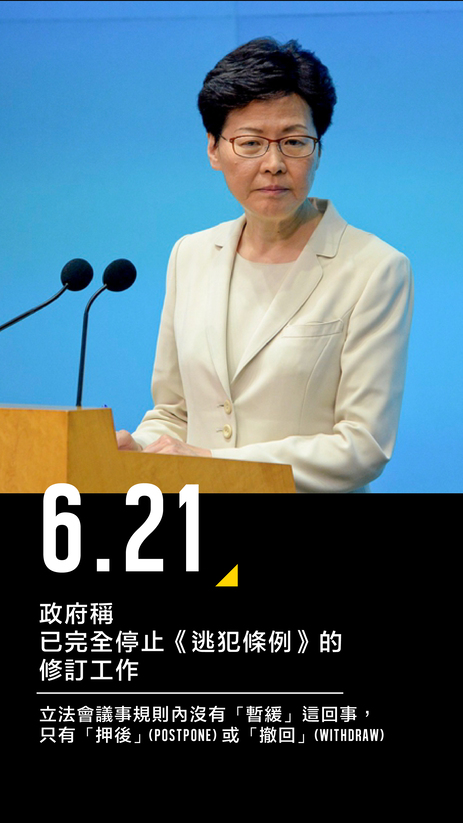 6.21
政府稱
已完全停止《逃犯條例》的
修訂工作
立法會議事規則內沒有「暫緩」這回事，
只有「押後」(POSTPONE) 或「撤回」(WITHDRAW)